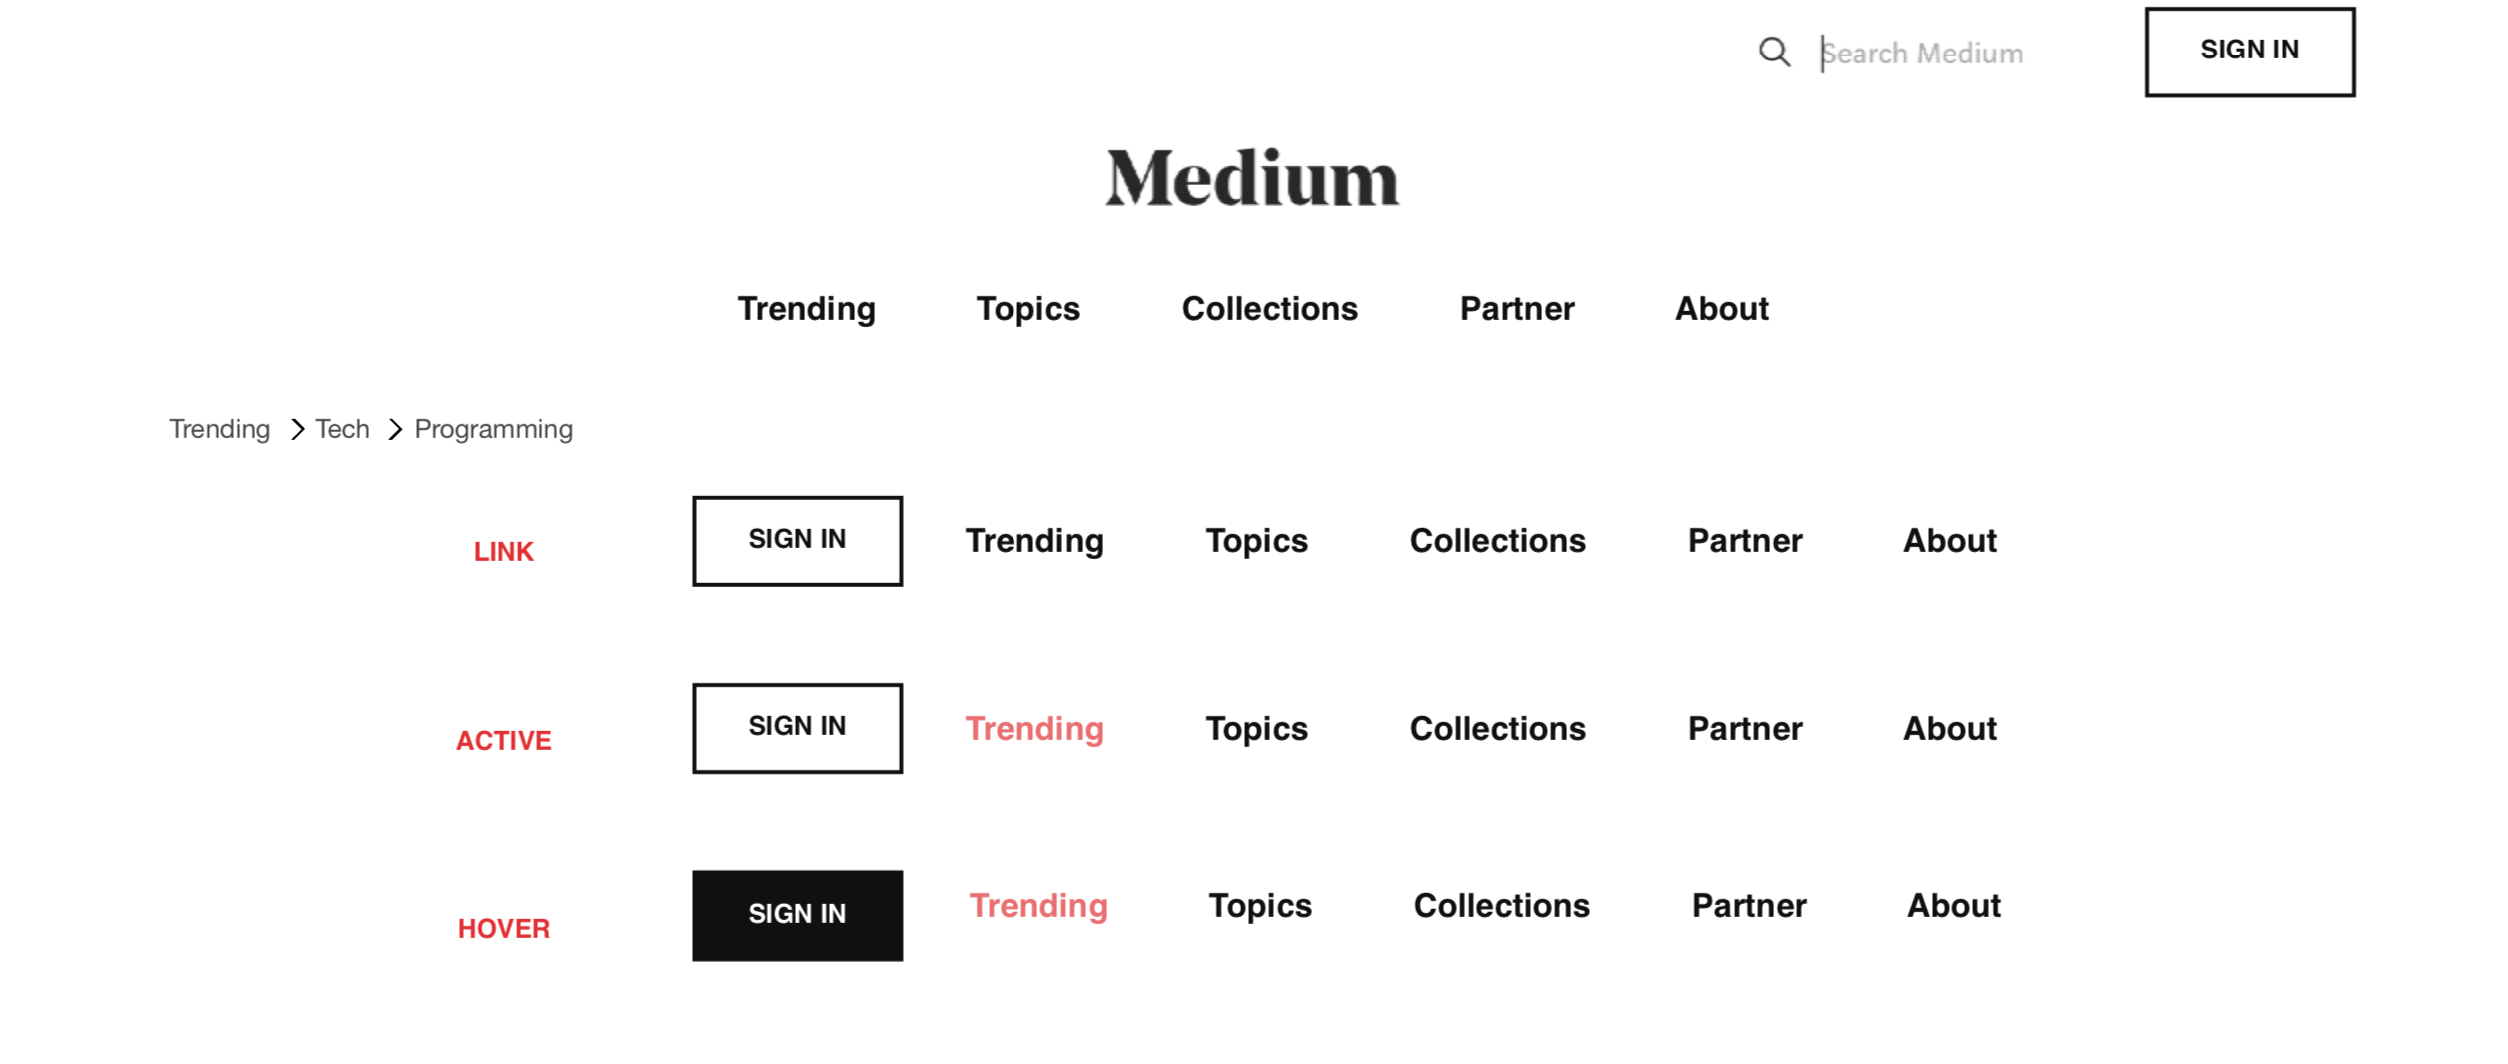 Search Medium SIGN IN
Medium
Trending Topics Collections Partner About
Trending > Tech > Programming
LINK SIGN IN Trending Topics Collections Partner About
ACTIVE SIGN IN Trending Topics Collections Partner About
HOVER SIGN IN Trending Topics Collections Partner About